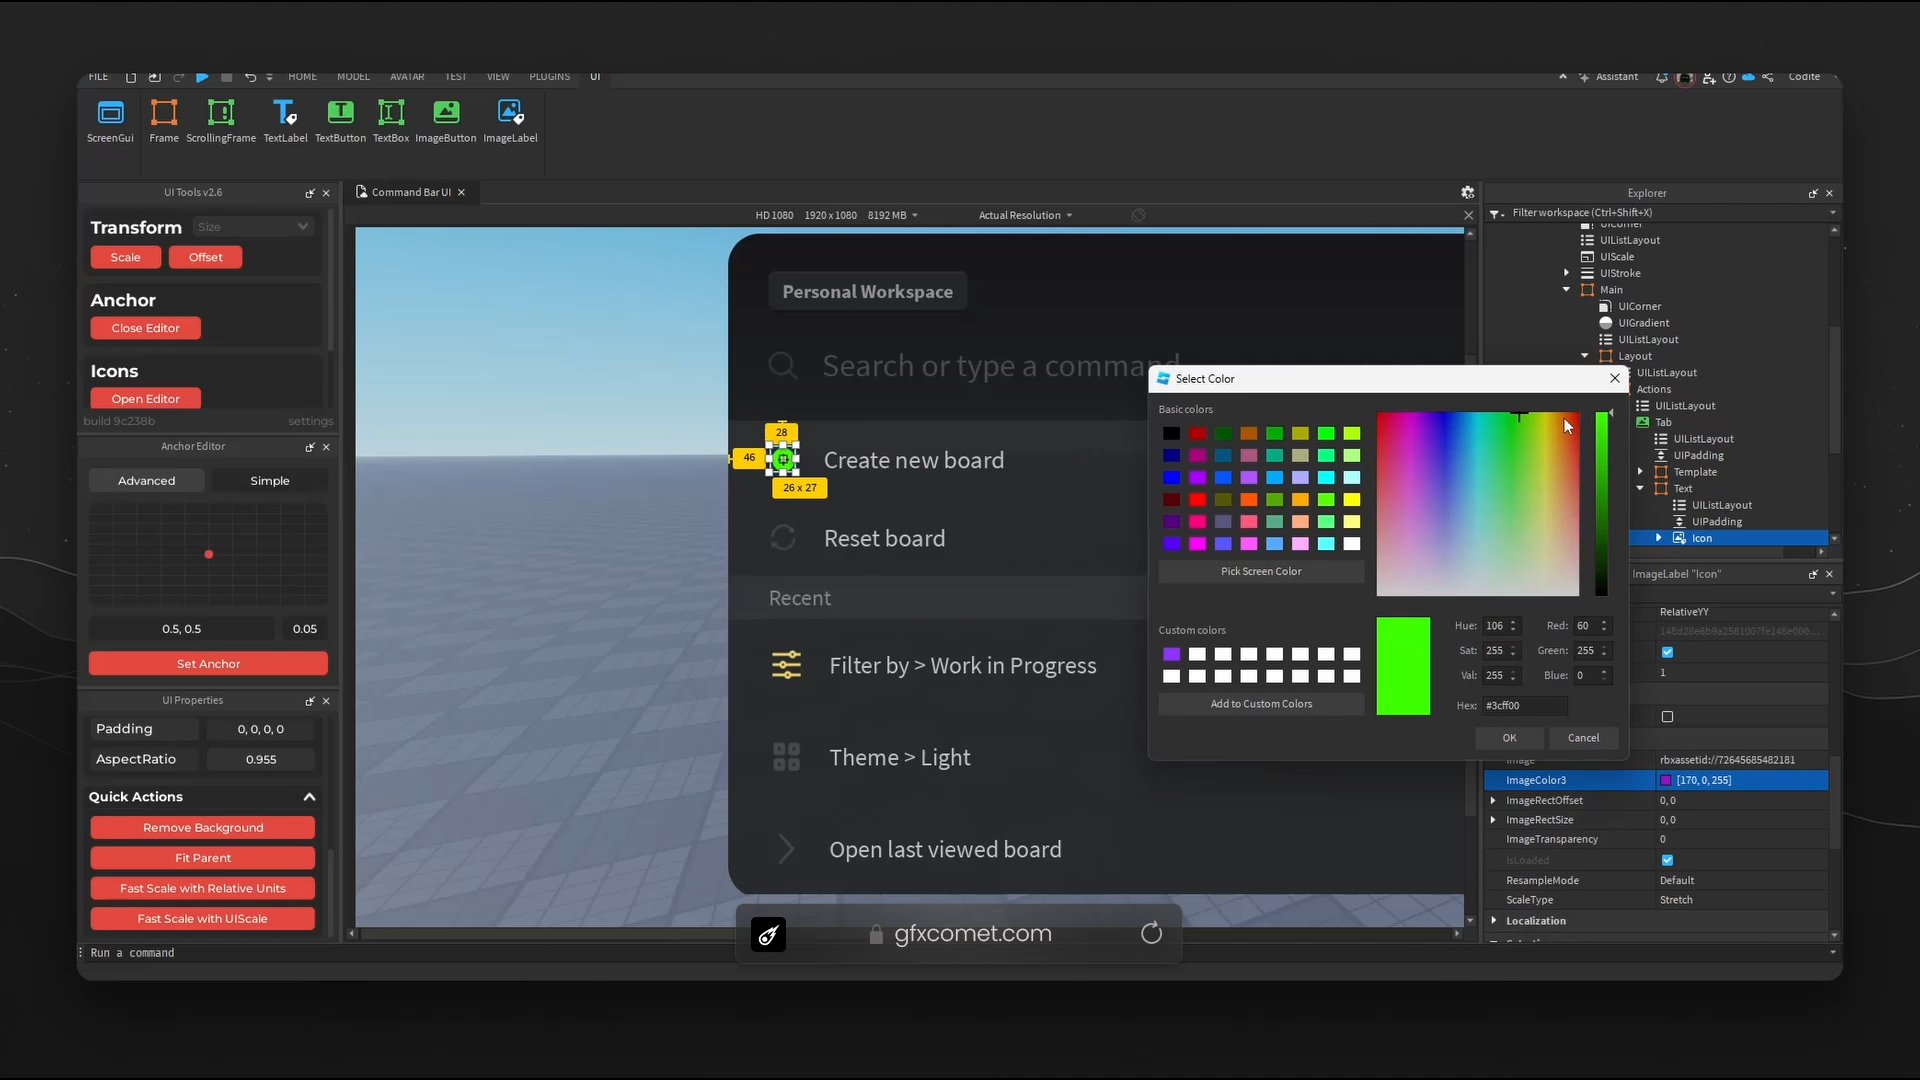 FILE HOME MODEL AVATAR TEST VIEW PLUGINS UI Assistant Codite
ScreenGui Frame ScrollingFrame TextLabel TextButton TextBox ImageButton ImageLabel
UI Tools v2.6
Transform Size
Scale Offset
Anchor
Close Editor
Icons
Open Editor
build 9c238b settings
Anchor Editor
Advanced Simple
0.5, 0.5 0.05
Set Anchor
UI Properties
Padding 0, 0, 0, 0
AspectRatio 0.955
Quick Actions
Remove Background
Fit Parent
Fast Scale with Relative Units
Fast Scale with UIScale
Run a command
Command Bar UI
HD 1080 1920 x 1080 8192 MB Actual Resolution
Personal Workspace
Search or type a command
28
46
26 x 27
Create new board
Reset board
Recent
Filter by > Work in Progress
Theme > Light
Open last viewed board
gfxcomet.com
Select Color
Basic colors
Pick Screen Color
Custom colors
Add to Custom Colors
Hue: 106 Red: 60
Sat: 255 Green: 255
Val: 255 Blue: 0
Hex: #3cff00
OK Cancel
Explorer
Filter workspace (Ctrl+Shift+X)
UICorner
UIListLayout
UIScale
UIStroke
Main
UICorner
UIGradient
UIListLayout
Layout
UIListLayout
Actions
UIListLayout
Tab
UIListLayout
UIPadding
Template
Text
UIListLayout
UIPadding
Icon
ImageLabel "Icon"
RelativeYY
1
Image rbxassetid://72645685482181
ImageColor3 [170, 0, 255]
ImageRectOffset 0, 0
ImageRectSize 0, 0
ImageTransparency 0
IsLoaded
ResampleMode Default
ScaleType Stretch
Localization